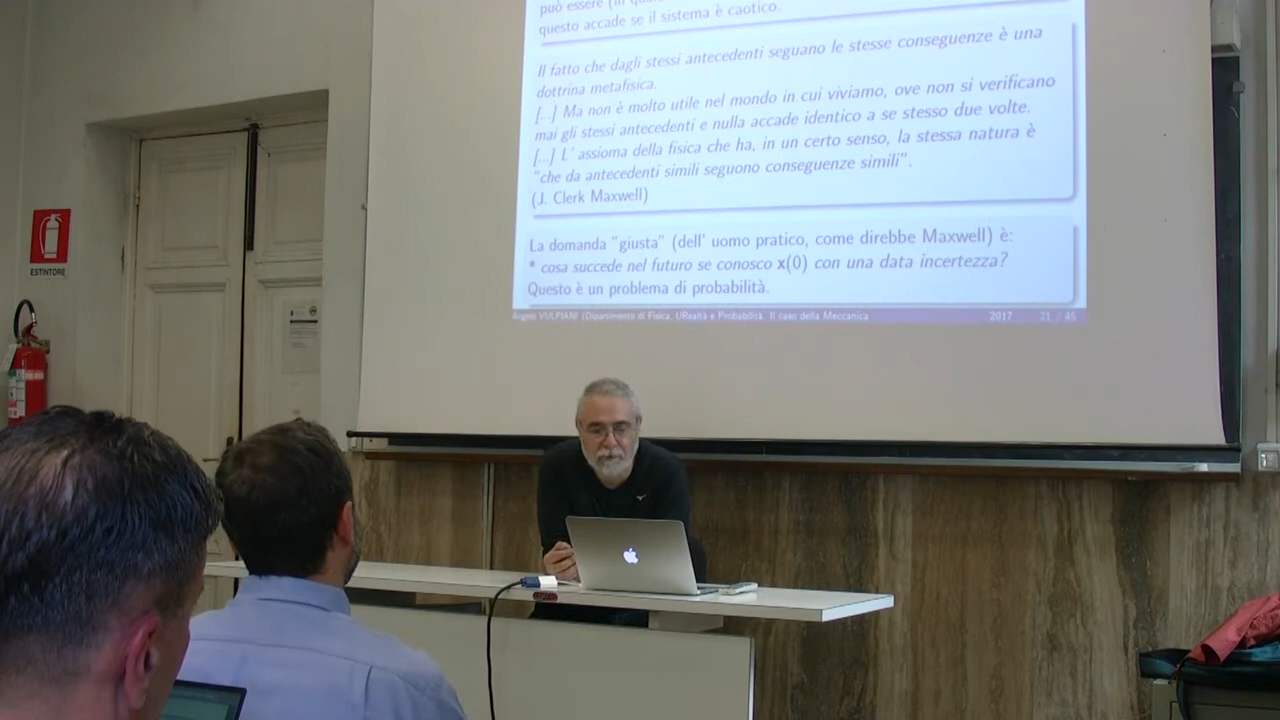 può essere (in
questo accade se il sistema è caotico.
Il fatto che dagli stessi antecedenti seguano le stesse conseguenze è una
dottrina metafisica.
[...] Ma non è molto utile nel mondo in cui viviamo, ove non si verificano
mai gli stessi antecedenti e nulla accade identico a se stesso due volte.
[...] L' assioma della fisica che ha, in un certo senso, la stessa natura è
"che da antecedenti simili seguono conseguenze simili".
(J. Clerk Maxwell)
La domanda "giusta" (dell' uomo pratico, come direbbe Maxwell) è:
* cosa succede nel futuro se conosco x(0) con una data incertezza?
Questo è un problema di probabilità.
Angelo VULPIANI (Dipartimento di Fisica, URealtà e Probabilità. Il caso della Meccanica 2017 21 / 45
ESTINTORE